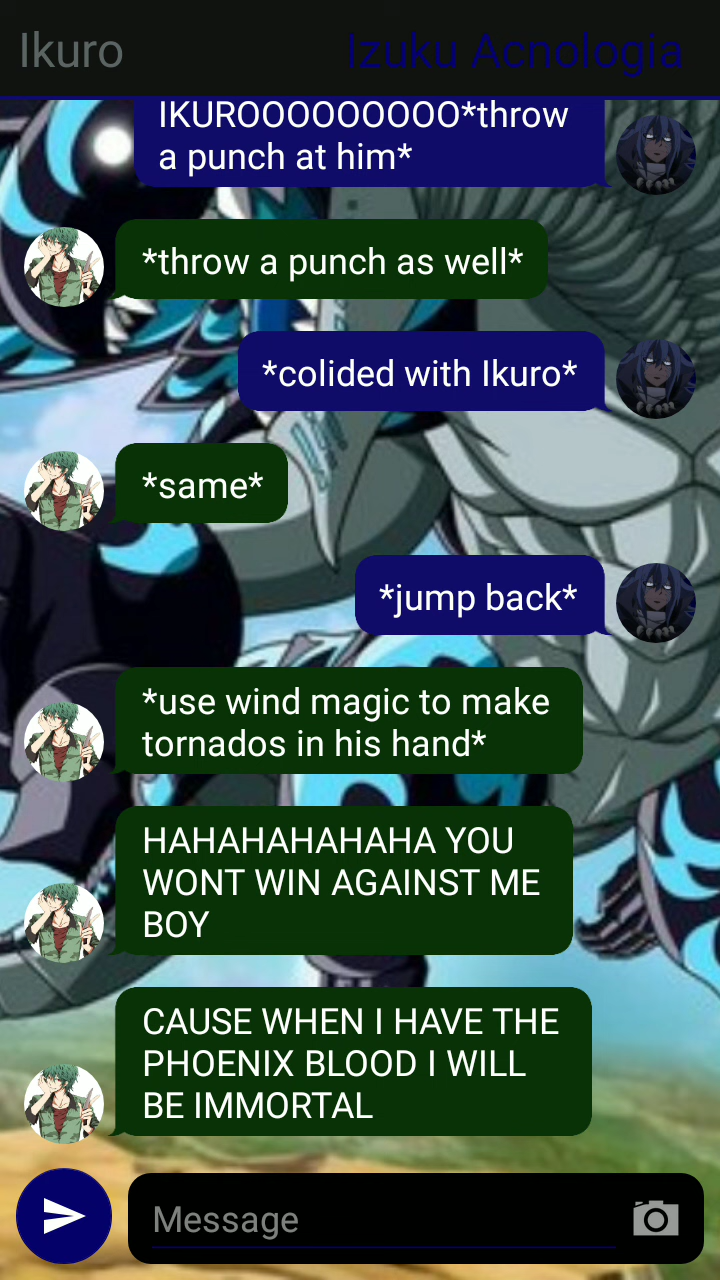 Ikuro
Izuku Acnologia
IKUROOOOOOOOO*throw
a punch at him*
*throw a punch as well*
*colided with Ikuro*
*same*
*jump back*
*use wind magic to make
tornados in his hand*
HAHAHAHAHAHA YOU
WONT WIN AGAINST ME
BOY
CAUSE WHEN I HAVE THE
PHOENIX BLOOD I WILL
BE IMMORTAL
Message